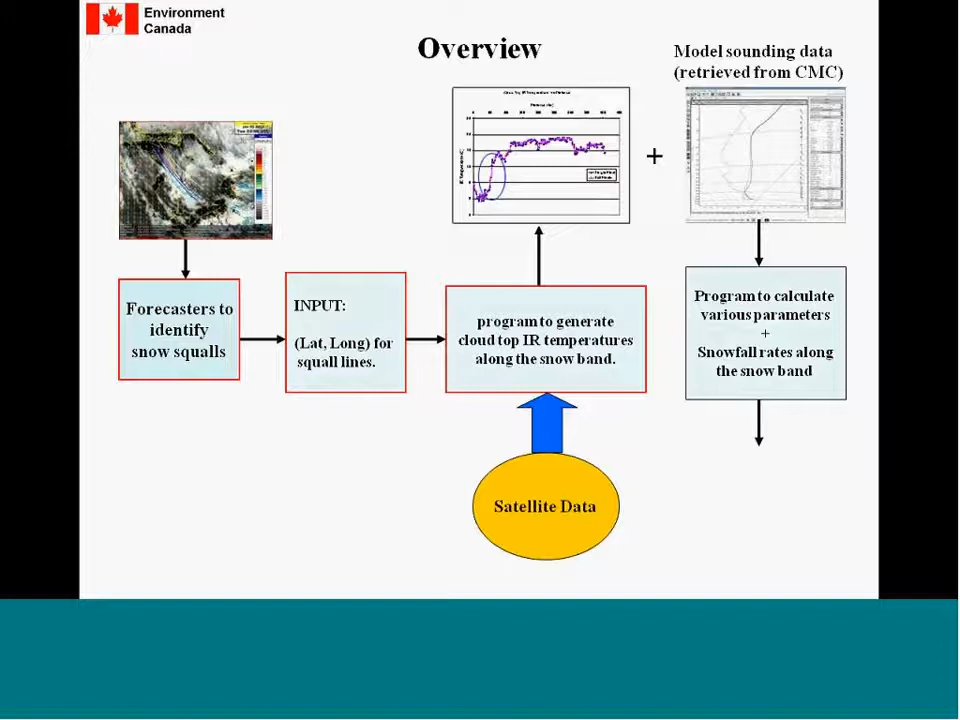 Environment
Canada
Overview
Model sounding data
(retrieved from CMC)
+
Forecasters to
identify
snow squalls
INPUT:
(Lat, Long) for
squall lines.
program to generate
cloud top IR temperatures
along the snow band.
Program to calculate
various parameters
+
Snowfall rates along
the snow band
Satellite Data